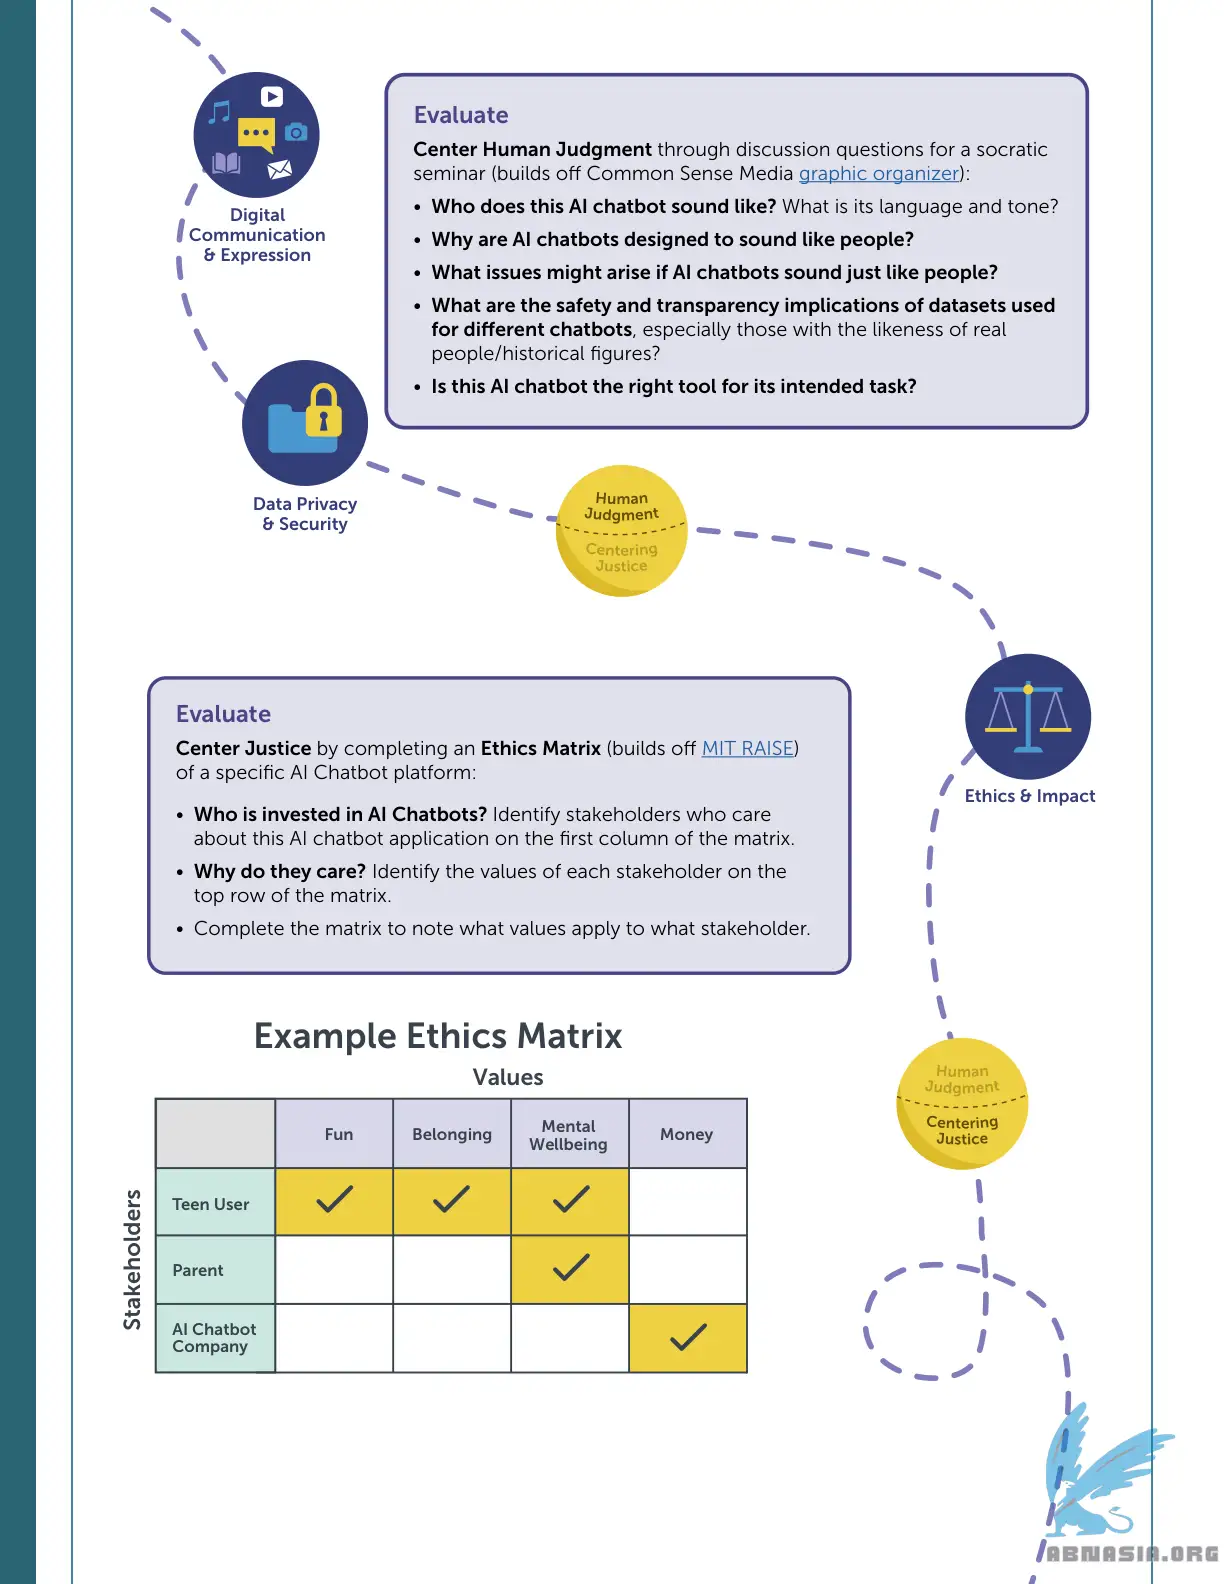 Digital
Communication
& Expression
Evaluate
Center Human Judgment through discussion questions for a socratic
seminar (builds off Common Sense Media graphic organizer):
• Who does this AI chatbot sound like? What is its language and tone?
• Why are AI chatbots designed to sound like people?
• What issues might arise if AI chatbots sound just like people?
• What are the safety and transparency implications of datasets used
for different chatbots, especially those with the likeness of real
people/historical figures?
• Is this AI chatbot the right tool for its intended task?
Data Privacy
& Security
Human
Judgment
Centering
Justice
Ethics & Impact
Evaluate
Center Justice by completing an Ethics Matrix (builds off MIT RAISE)
of a specific AI Chatbot platform:
• Who is invested in AI Chatbots? Identify stakeholders who care
about this AI chatbot application on the first column of the matrix.
• Why do they care? Identify the values of each stakeholder on the
top row of the matrix.
• Complete the matrix to note what values apply to what stakeholder.
Human
Judgment
Centering
Justice
Example Ethics Matrix
Values
Fun
Belonging
Mental
Wellbeing
Money
Stakeholders
Teen User
Parent
AI Chatbot
Company
ABNASIA.ORG